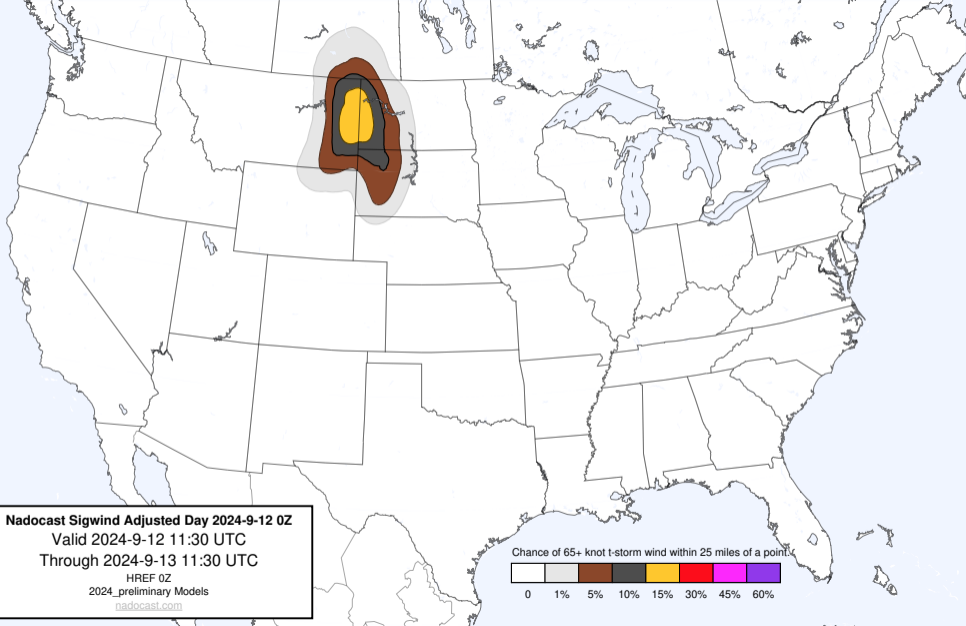 Nadocast Sigwind Adjusted Day 2024-9-12 0Z
Valid 2024-9-12 11:30 UTC
Through 2024-9-13 11:30 UTC
HREF 0Z
2024_preliminary Models
nadocast.com
Chance of 65+ knot t-storm wind within 25 miles of a point.
0 1% 5% 10% 15% 30% 45% 60%